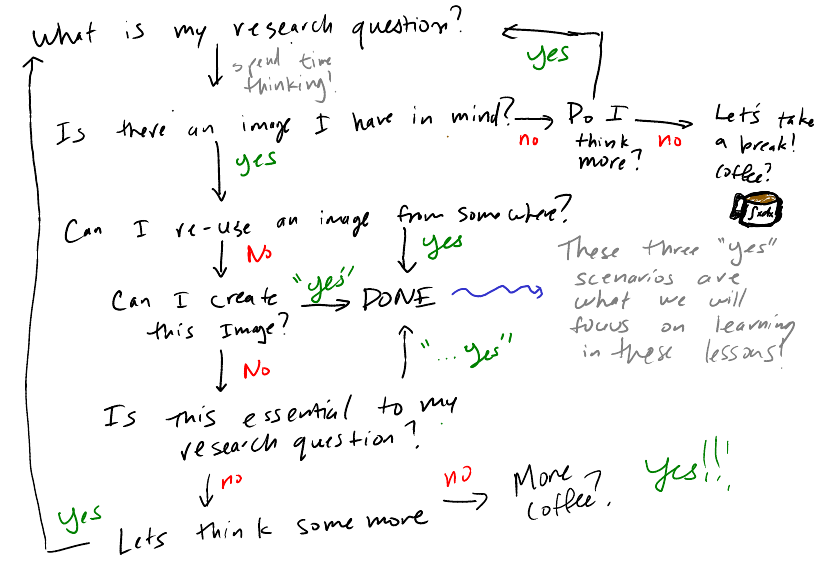 What is my research question?
yes
spend time
thinking!
Is there an image I have in mind?
no
Do I
think
more?
no
Let's take
a break!
coffee?
yes
Can I re-use an image from somewhere?
No
yes
Can I create
this Image?
"yes"
DONE
These three "yes"
scenarios are
what we will
focus on learning
in these lessons!
No
"...yes"
Is this essential to my
research question?
no
yes
Lets think some more
no
More
coffee?
yes!!!